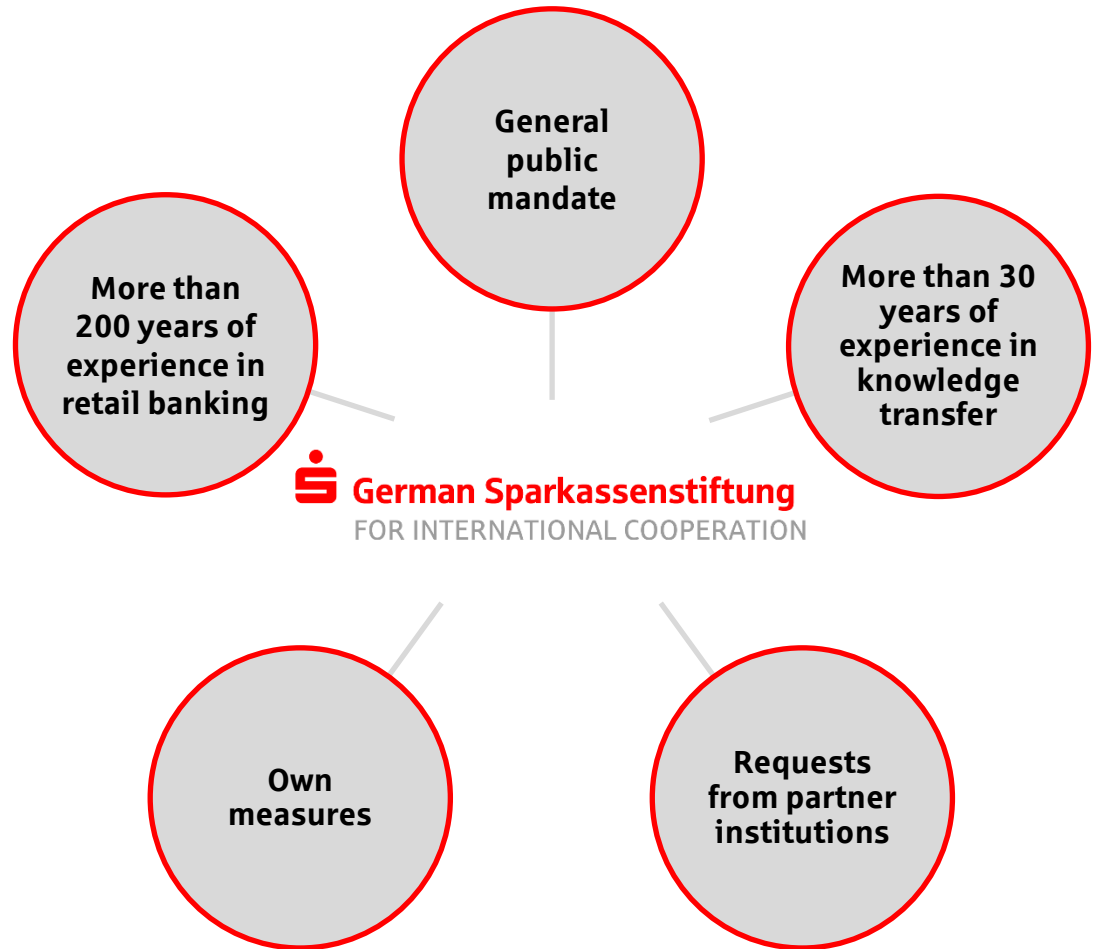 General
public
mandate
More than
200 years of
experience in
retail banking
More than 30
years of
experience in
knowledge
transfer
German Sparkassenstiftung
FOR INTERNATIONAL COOPERATION
Own
measures
Requests
from partner
institutions